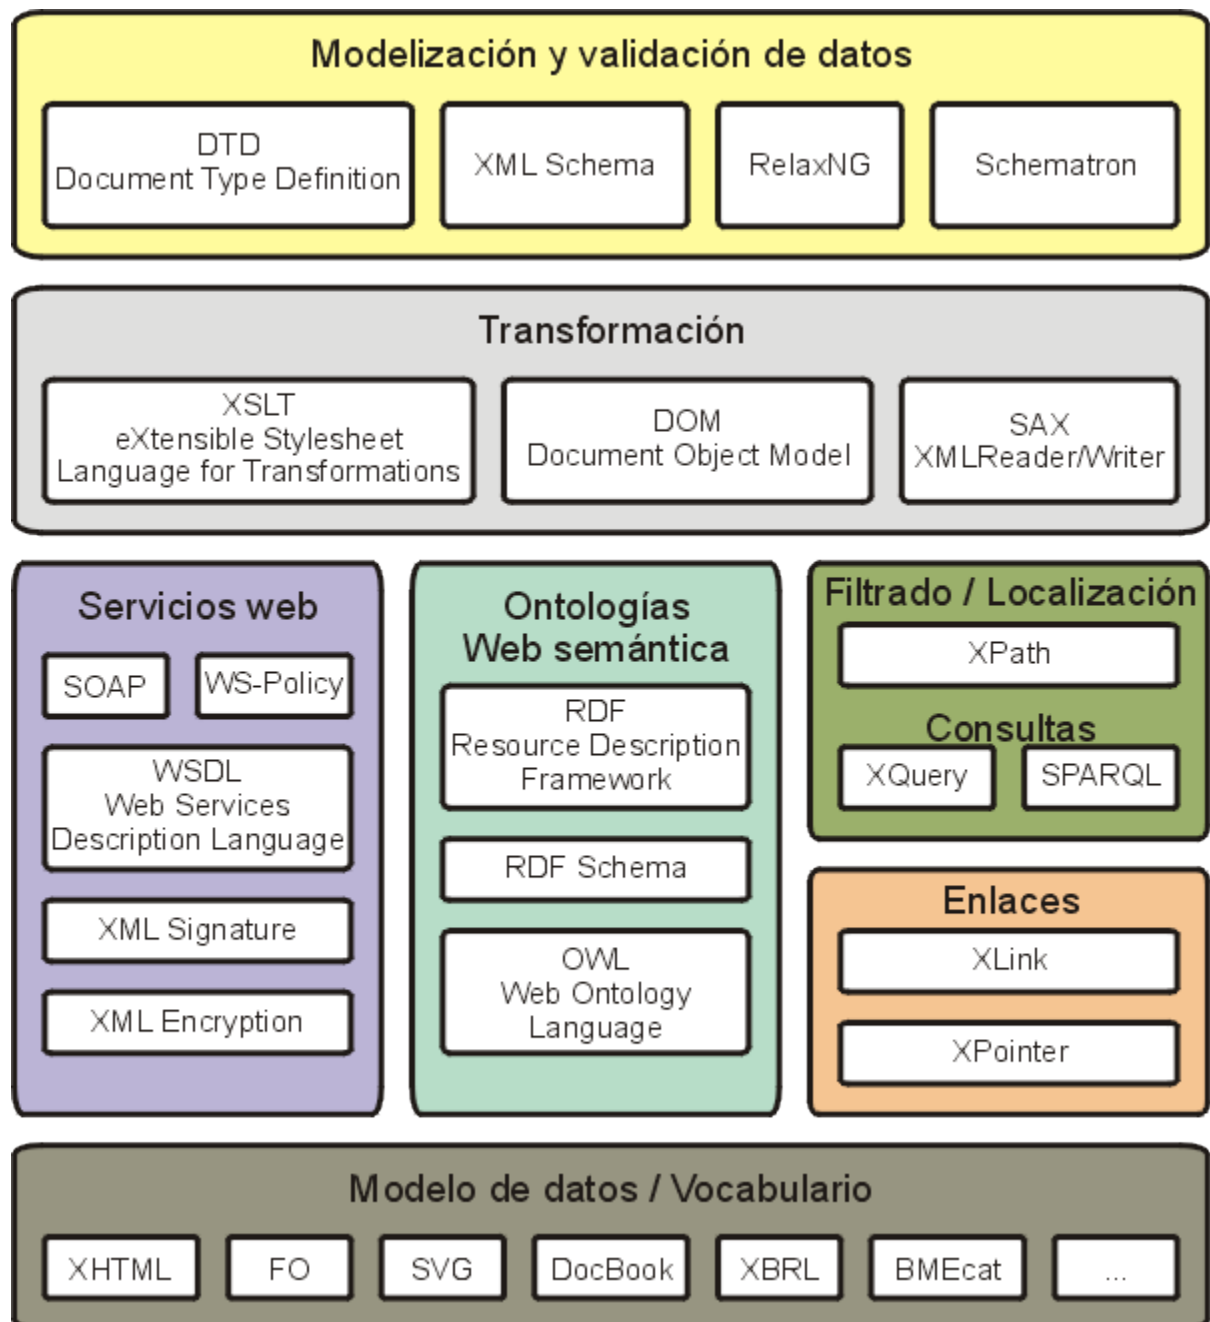 Modelización y validación de datos
DTD
Document Type Definition
XML Schema
RelaxNG
Schematron
Transformación
XSLT
eXtensible Stylesheet
Language for Transformations
DOM
Document Object Model
SAX
XMLReader/Writer
Servicios web
SOAP
WS-Policy
WSDL
Web Services
Description Language
XML Signature
XML Encryption
Ontologías
Web semántica
RDF
Resource Description
Framework
RDF Schema
OWL
Web Ontology
Language
Filtrado / Localización
XPath
Consultas
XQuery
SPARQL
Enlaces
XLink
XPointer
Modelo de datos / Vocabulario
XHTML
FO
SVG
DocBook
XBRL
BMEcat
...